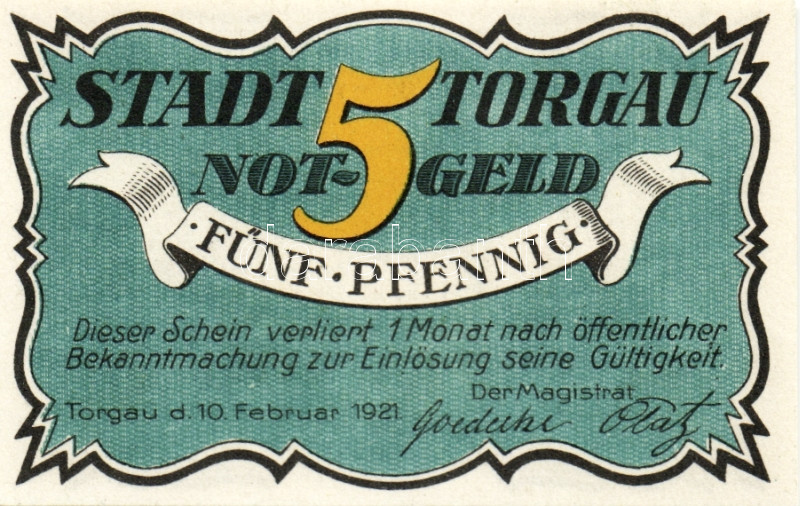 STADT 5 TORGAU
NOT- GELD
· FÜNF · PFENNIG ·
Dieser Schein verliert 1 Monat nach öffentlicher
Bekanntmachung zur Einlösung seine Gültigkeit.
Der Magistrat
Torgau d. 10. Februar 1921.
darabanth